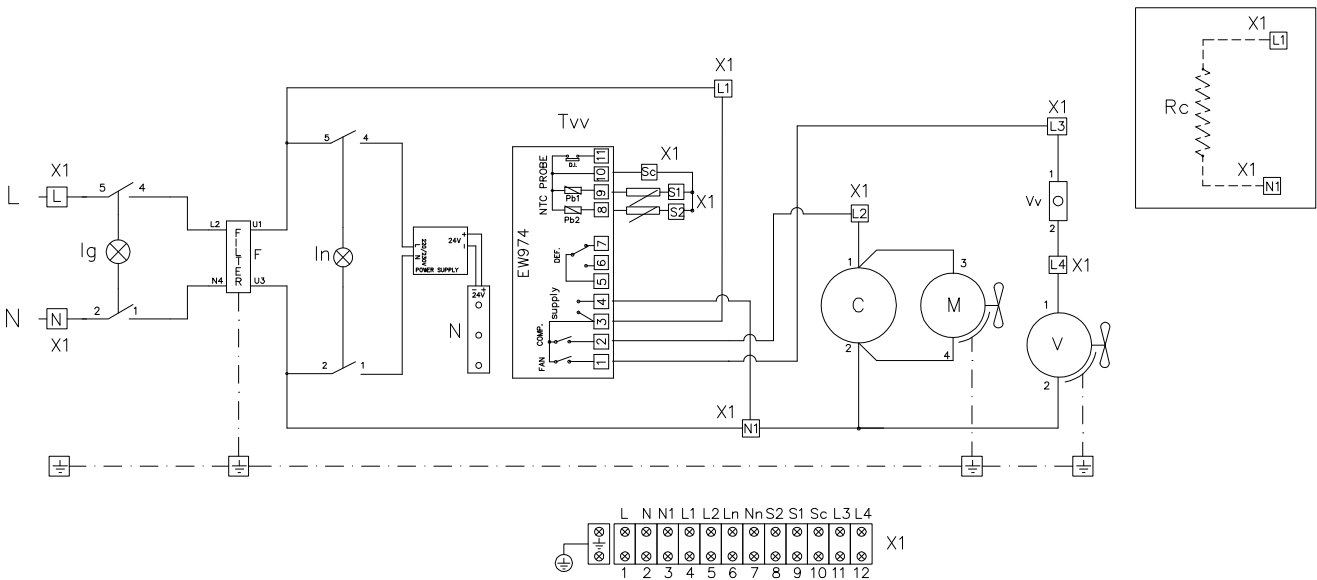 X1
L1
Rc
X1
N1
X1
L1
Tvv
X1
L3
5
4
NTC PROBE
11
D.I.
10
Sc
X1
9
Pb1
S1
X1
8
Pb2
S2
L
X1
L
5
4
L2
U1
FILTER
F
N4
U3
Ig
In
L
N
220/230V
24V
+
-
POWER SUPPLY
N
- +
24V
EW974
DEF.
7
6
5
supply
4
3
COMP.
2
FAN
1
X1
L2
1
C
2
3
M
4
1
Vv
2
L4
X1
1
V
2
N
N
X1
2
1
2
1
X1
N1
L N N1 L1 L2 Ln Nn S2 S1 Sc L3 L4
X1
1 2 3 4 5 6 7 8 9 10 11 12